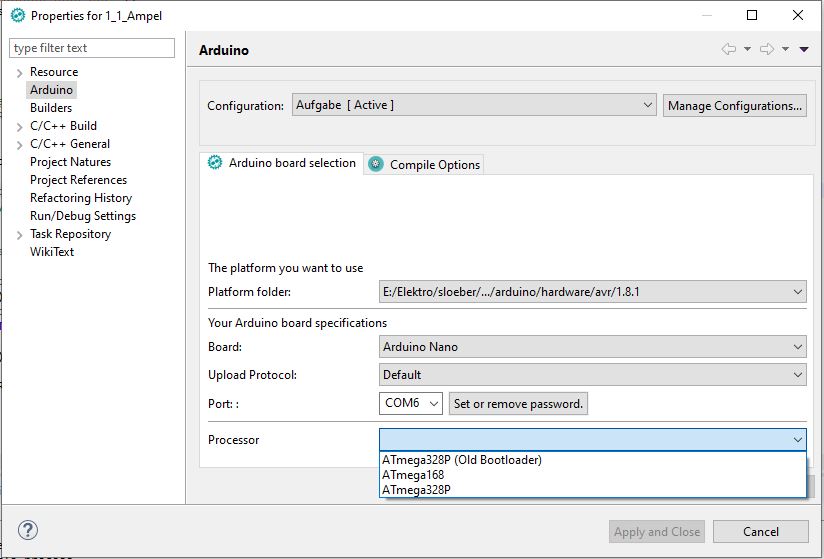 Properties for 1_1_Ampel
type filter text
Resource
Arduino
Builders
C/C++ Build
C/C++ General
Project Natures
Project References
Refactoring History
Run/Debug Settings
Task Repository
WikiText
Arduino
Configuration:
Aufgabe [ Active ]
Manage Configurations...
Arduino board selection
Compile Options
The platform you want to use
Platform folder:
E:/Elektro/sloeber/.../arduino/hardware/avr/1.8.1
Your Arduino board specifications
Board:
Arduino Nano
Upload Protocol:
Default
Port: :
COM6
Set or remove password.
Processor
ATmega328P (Old Bootloader)
ATmega168
ATmega328P
Apply and Close
Cancel